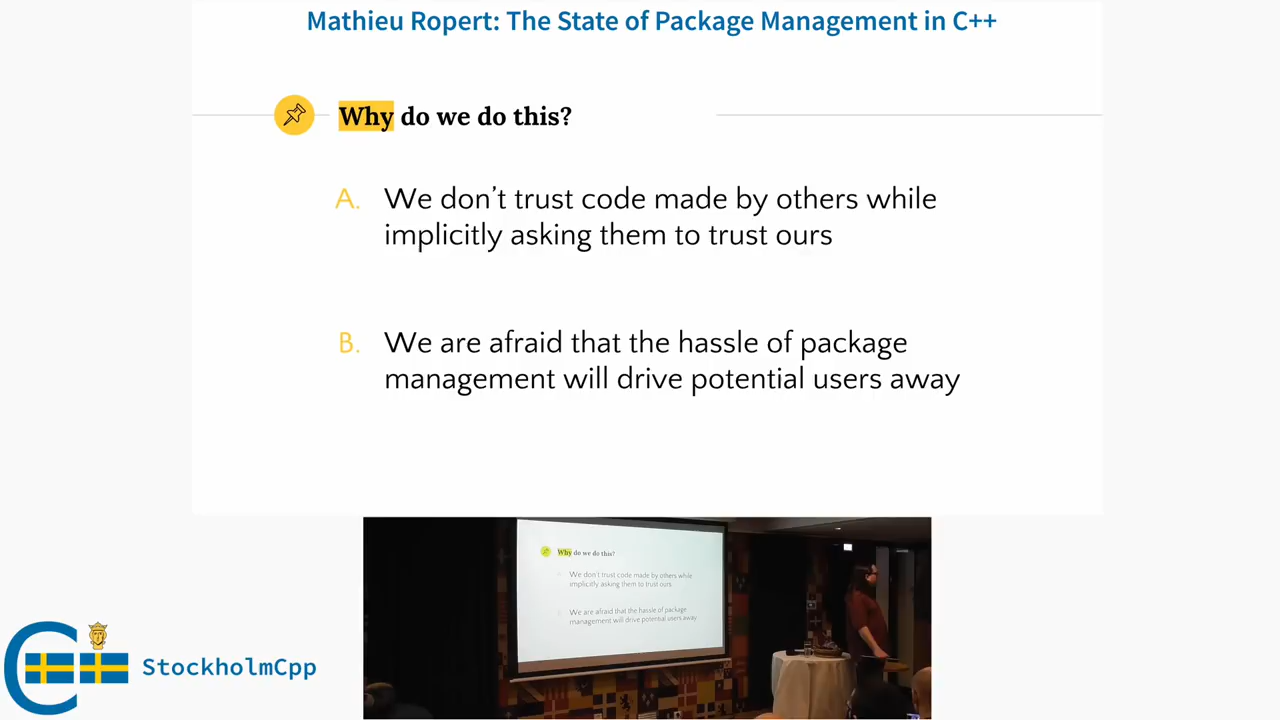 Mathieu Ropert: The State of Package Management in C++
Why do we do this?
A. We don't trust code made by others while
implicitly asking them to trust ours
B. We are afraid that the hassle of package
management will drive potential users away
Why do we do this?
We don't trust code made by others while
implicitly asking them to trust ours
We are afraid that the hassle of package
management will drive potential users away
StockholmCpp